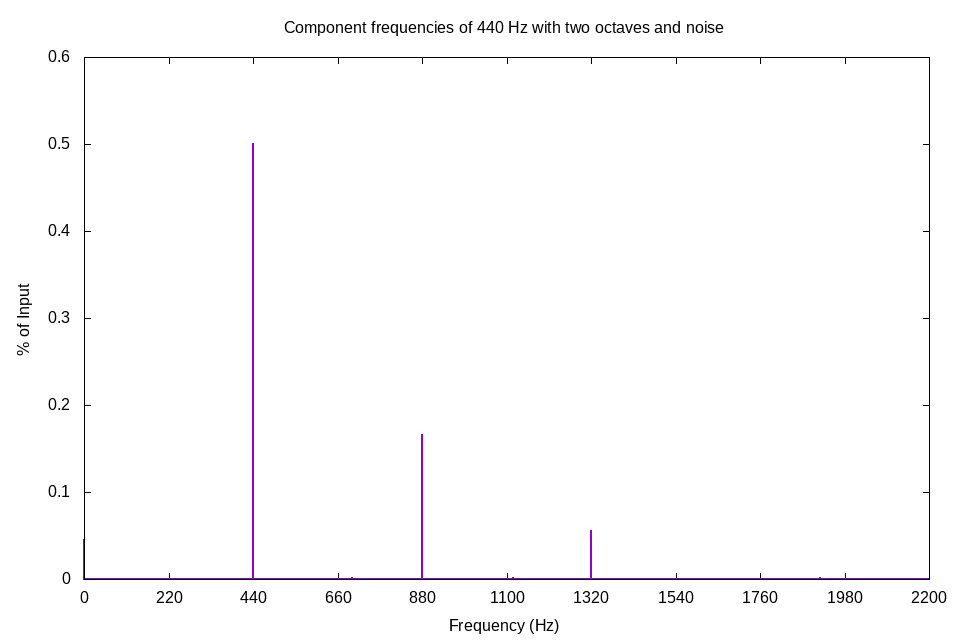 Component frequencies of 440 Hz with two octaves and noise
0.6
0.5
0.4
0.3
0.2
0.1
0
% of Input
0 220 440 660 880 1100 1320 1540 1760 1980 2200
Frequency (Hz)